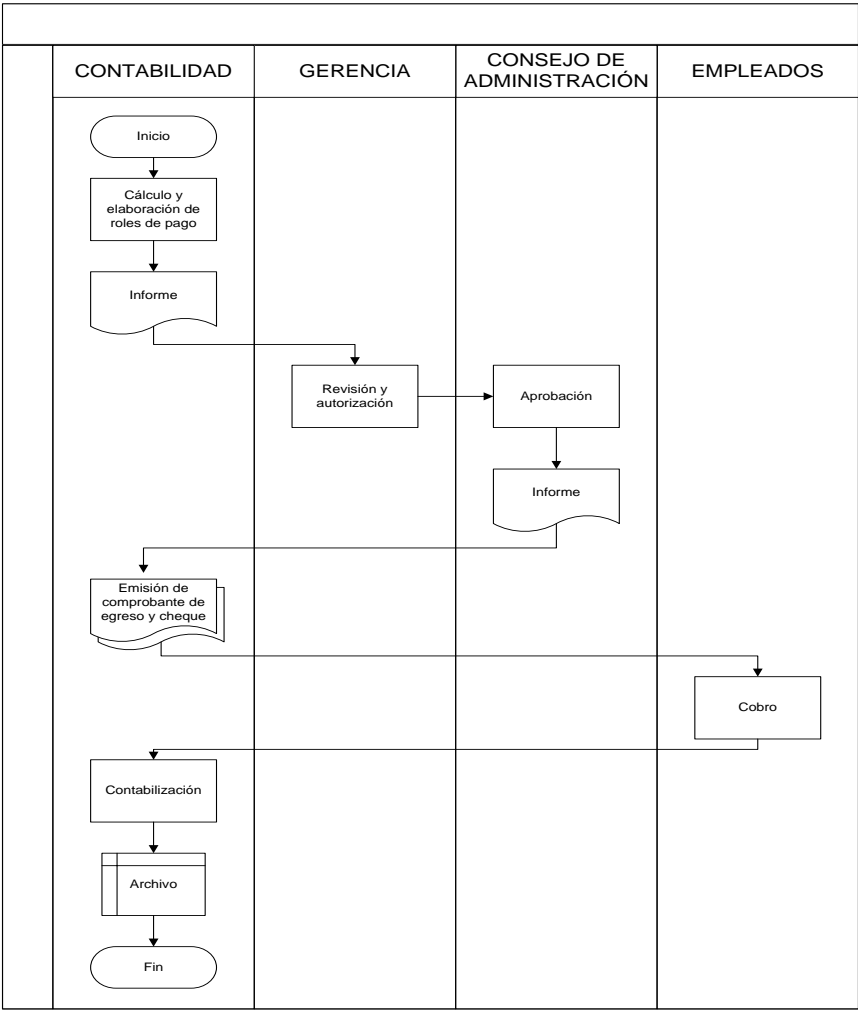 CONTABILIDAD
GERENCIA
CONSEJO DE
ADMINISTRACIÓN
EMPLEADOS
Inicio
Cálculo y
elaboración de
roles de pago
Informe
Revisión y
autorización
Aprobación
Informe
Emisión de
comprobante de
egreso y cheque
Cobro
Contabilización
Archivo
Fin